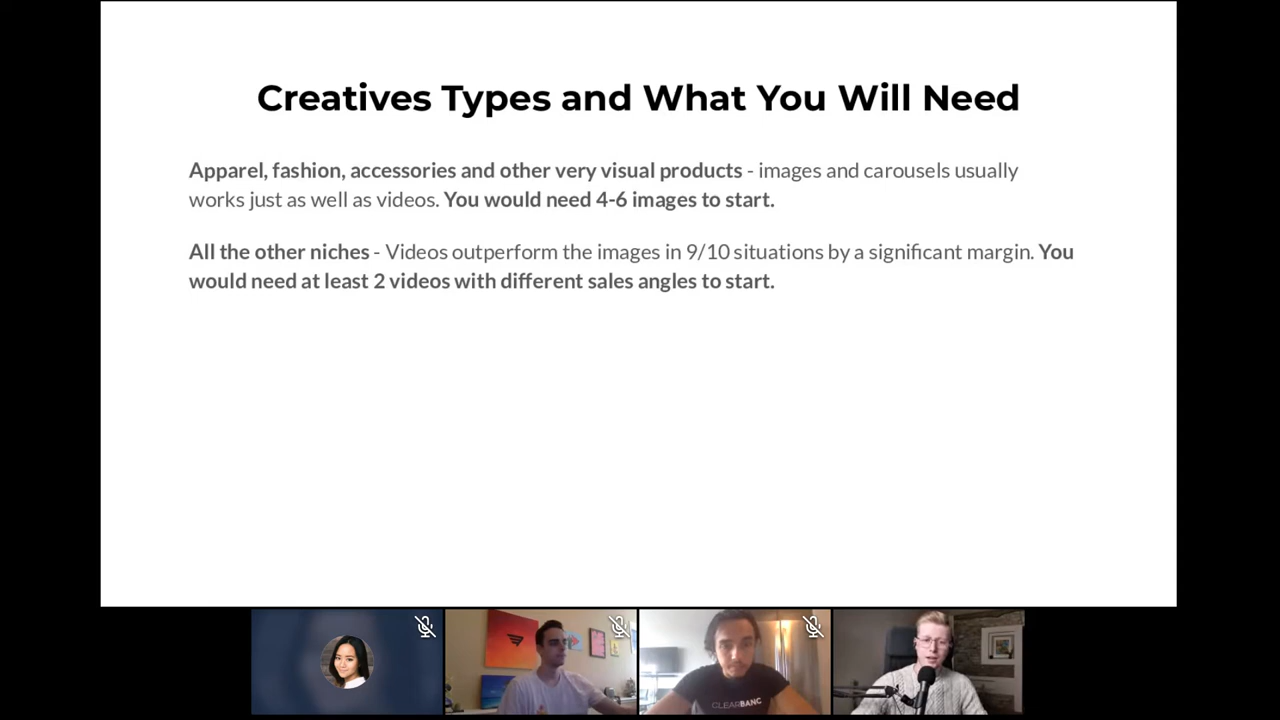 Creatives Types and What You Will Need
Apparel, fashion, accessories and other very visual products - images and carousels usually
works just as well as videos. You would need 4-6 images to start.
All the other niches - Videos outperform the images in 9/10 situations by a significant margin. You
would need at least 2 videos with different sales angles to start.
CLEARBANC